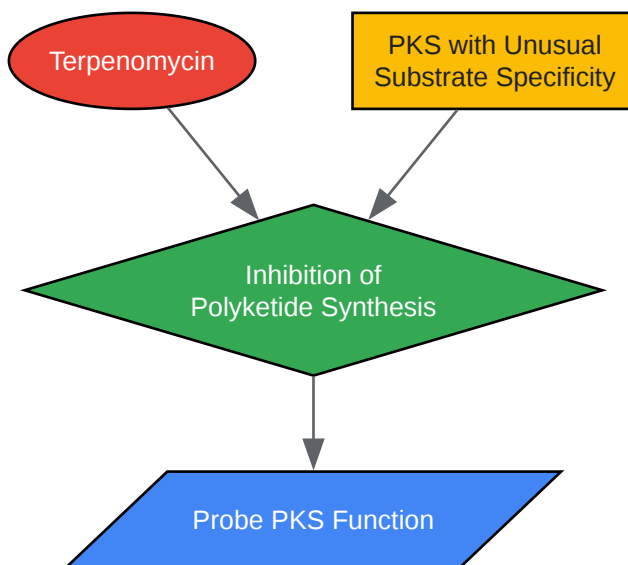 Terpenomycin
PKS with Unusual
Substrate Specificity
Inhibition of
Polyketide Synthesis
Probe PKS Function